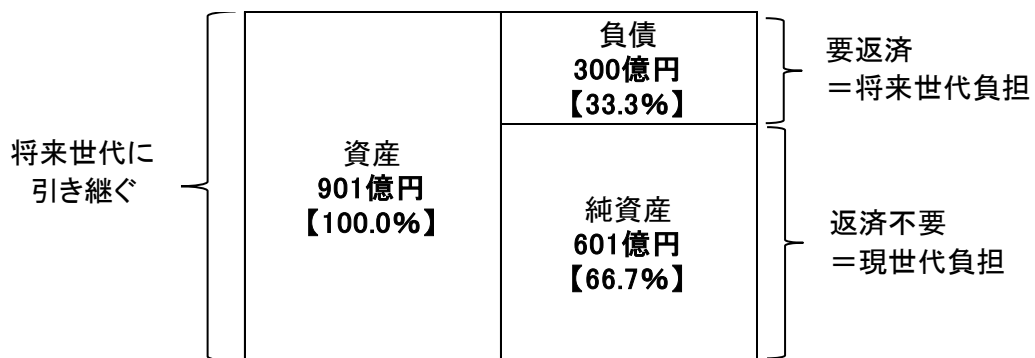 将来世代に
引き継ぐ
資産
901億円
【100.0%】
負債
300億円
【33.3%】
要返済
＝将来世代負担
純資産
601億円
【66.7%】
返済不要
＝現世代負担